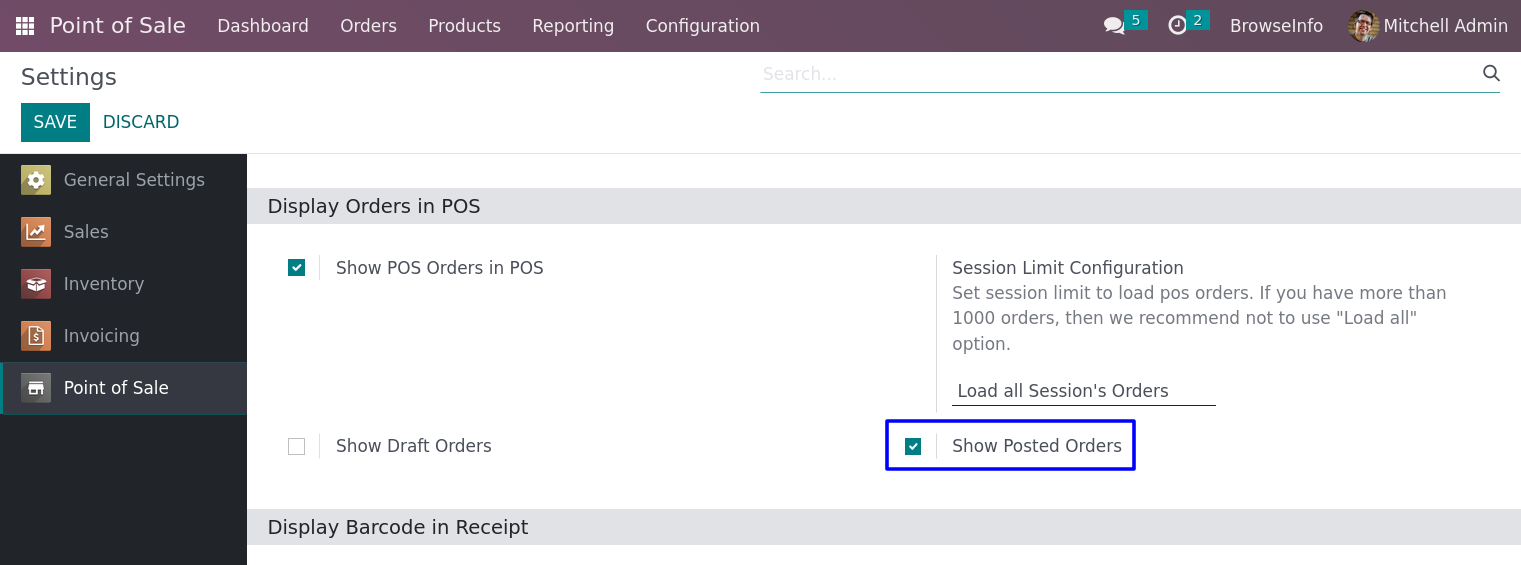 Point of Sale Dashboard Orders Products Reporting Configuration 5 2 BrowseInfo Mitchell Admin
Settings
Search...
SAVE DISCARD
General Settings
Sales
Inventory
Invoicing
Point of Sale
Display Orders in POS
Show POS Orders in POS
Session Limit Configuration
Set session limit to load pos orders. If you have more than
1000 orders, then we recommend not to use "Load all"
option.
Load all Session's Orders
Show Draft Orders
Show Posted Orders
Display Barcode in Receipt